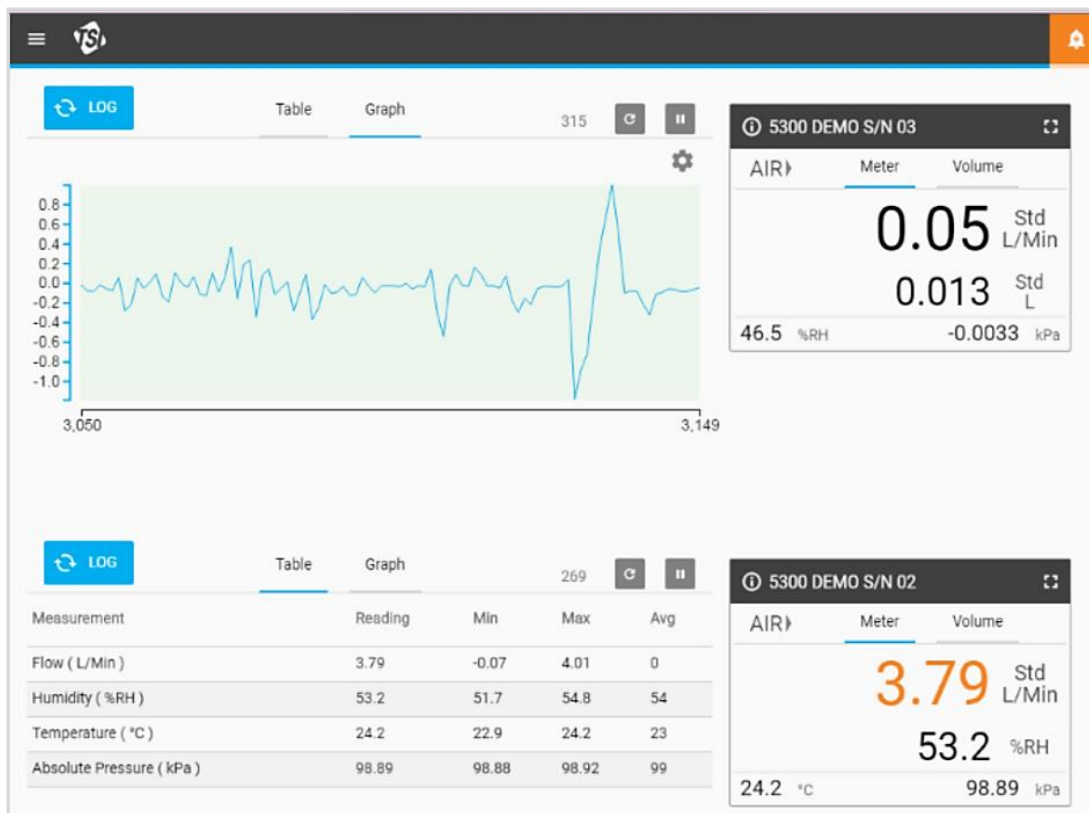 TSI
LOG Table Graph 315
0.8
0.6
0.4
0.2
0.0
-0.2
-0.4
-0.6
-0.8
-1.0
3,050 3,149
5300 DEMO S/N 03
AIR Meter Volume
0.05 Std L/Min
0.013 Std L
46.5 %RH -0.0033 kPa
LOG Table Graph 269
Measurement Reading Min Max Avg
Flow ( L/Min ) 3.79 -0.07 4.01 0
Humidity ( %RH ) 53.2 51.7 54.8 54
Temperature ( °C ) 24.2 22.9 24.2 23
Absolute Pressure ( kPa ) 98.89 98.88 98.92 99
5300 DEMO S/N 02
AIR Meter Volume
3.79 Std L/Min
53.2 %RH
24.2 °C 98.89 kPa